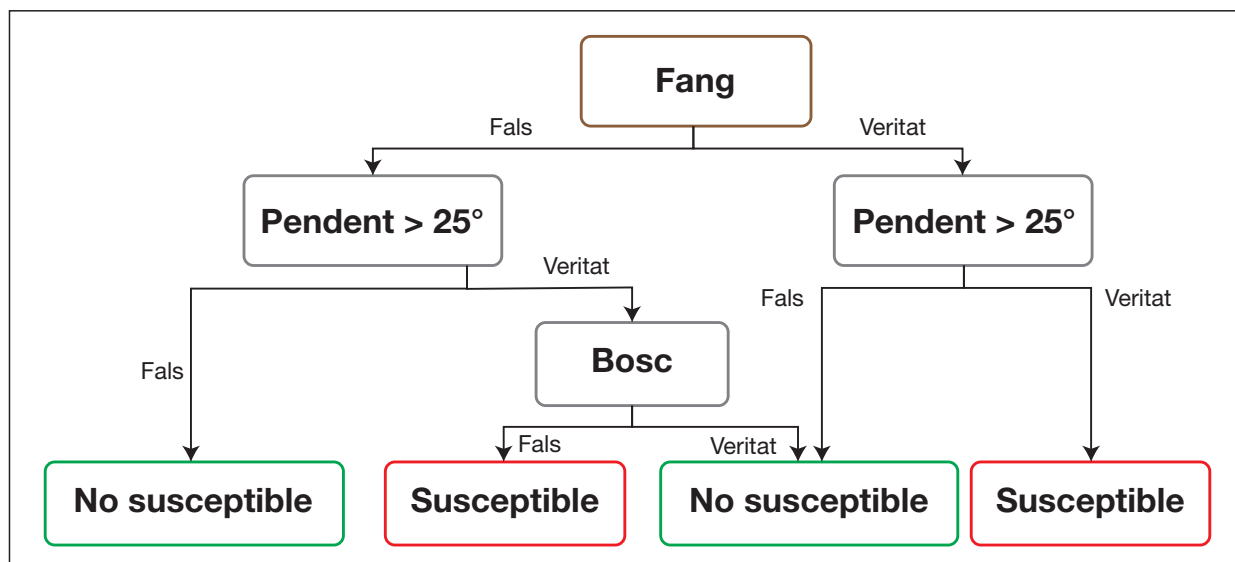 Fang
Fals
Veritat
Pendent > 25°
Pendent > 25°
Veritat
Fals
Veritat
Bosc
Fals
Fals
Veritat
No susceptible
Susceptible
No susceptible
Susceptible